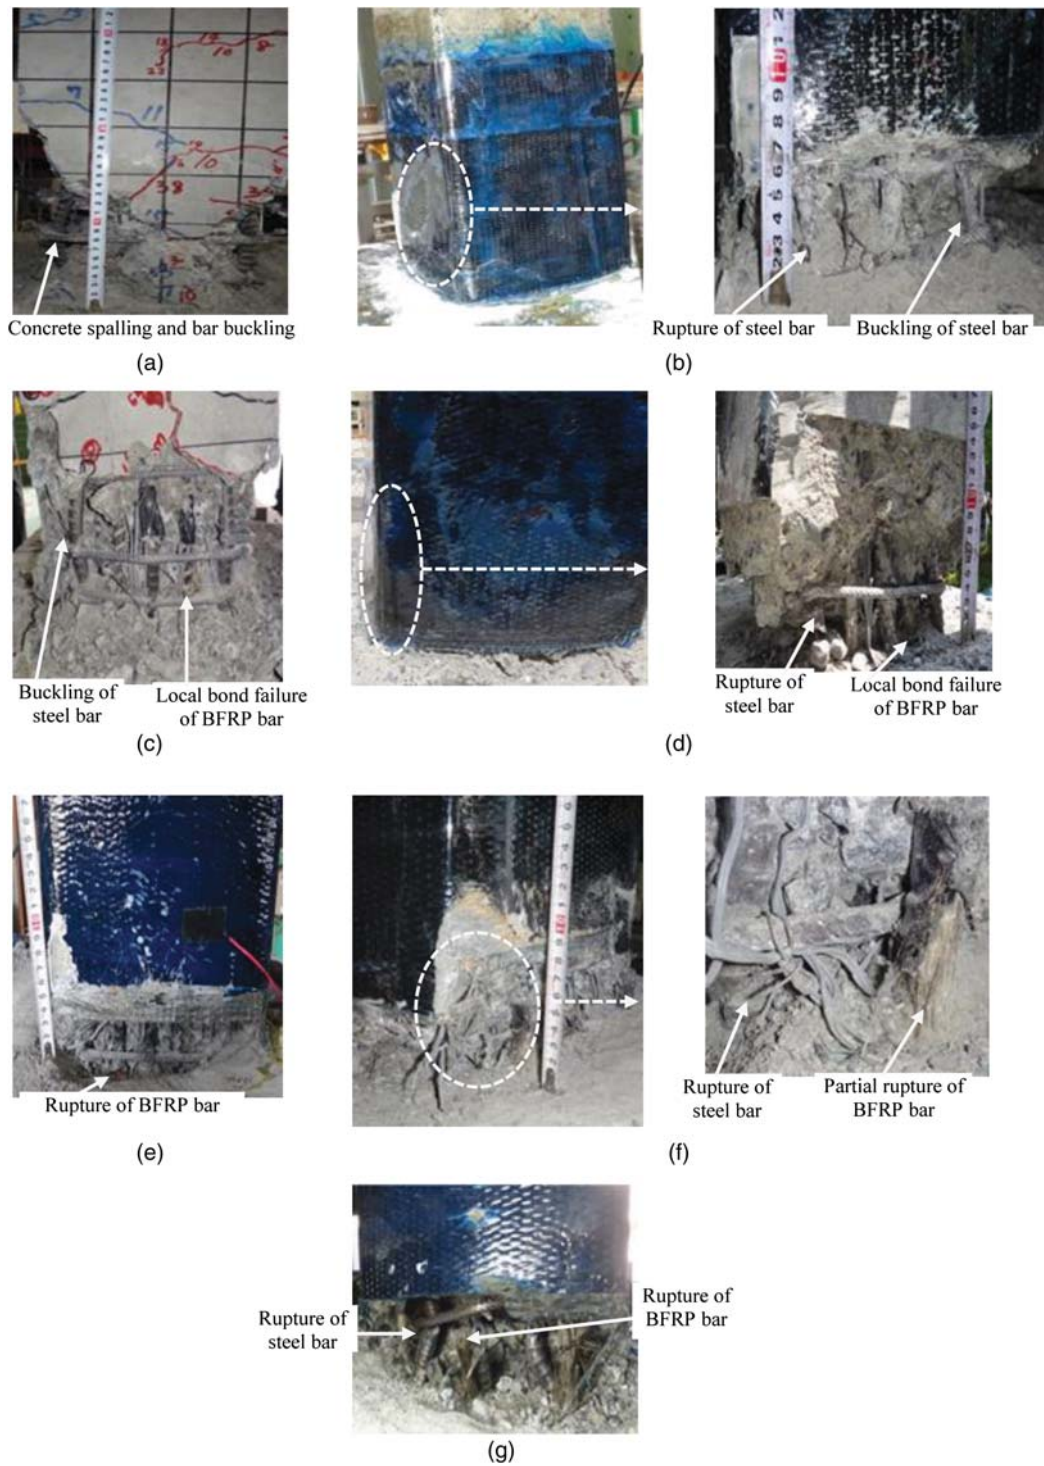 Concrete spalling and bar buckling
(a)
Rupture of steel bar
Buckling of steel bar
(b)
Buckling of
steel bar
Local bond failure
of BFRP bar
(c)
Rupture of
steel bar
Local bond failure
of BFRP bar
(d)
Rupture of BFRP bar
(e)
Rupture of
steel bar
Partial rupture of
BFRP bar
(f)
Rupture of
steel bar
Rupture of
BFRP bar
(g)